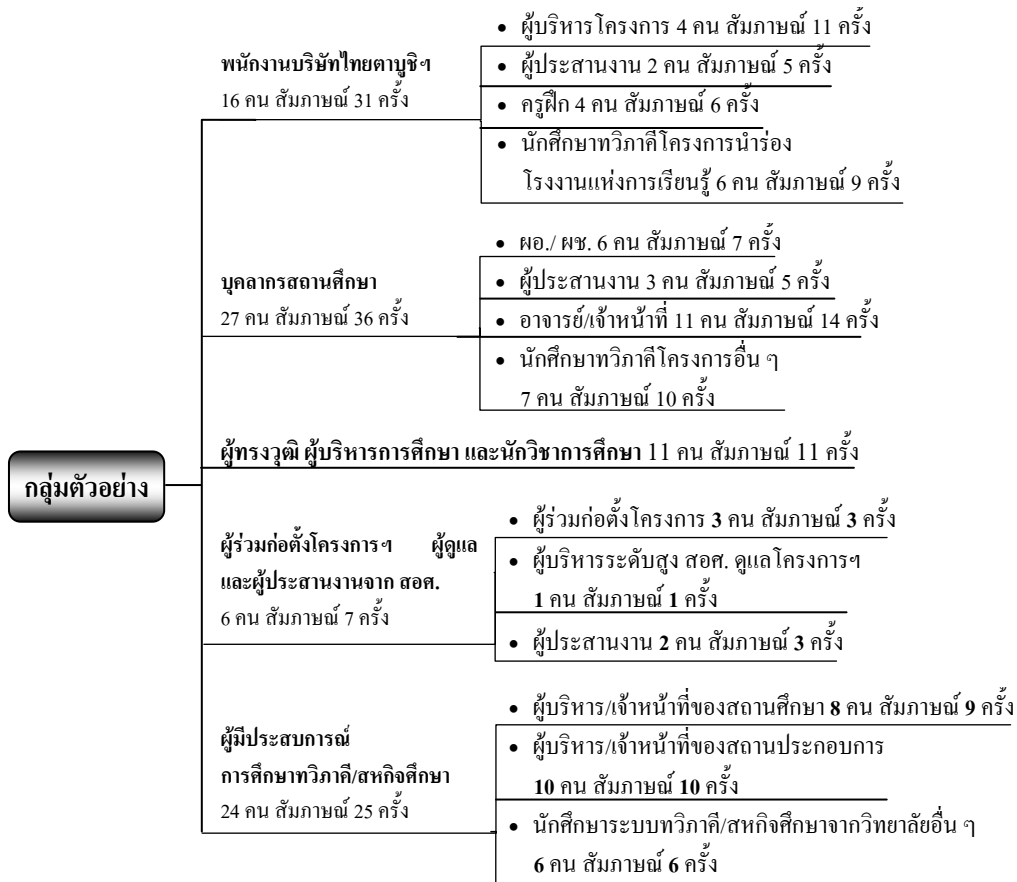 กลุ่มตัวอย่าง
พนักงานบริษัทไทยตาบูชิฯ
16 คน สัมภาษณ์ 31 ครั้ง
• ผู้บริหารโครงการ 4 คน สัมภาษณ์ 11 ครั้ง
• ผู้ประสานงาน 2 คน สัมภาษณ์ 5 ครั้ง
• ครูฝึก 4 คน สัมภาษณ์ 6 ครั้ง
• นักศึกษาทวิภาคีโครงการนำร่อง
โรงงานแห่งการเรียนรู้ 6 คน สัมภาษณ์ 9 ครั้ง
บุคลากรสถานศึกษา
27 คน สัมภาษณ์ 36 ครั้ง
• ผอ./ ผช. 6 คน สัมภาษณ์ 7 ครั้ง
• ผู้ประสานงาน 3 คน สัมภาษณ์ 5 ครั้ง
• อาจารย์/เจ้าหน้าที่ 11 คน สัมภาษณ์ 14 ครั้ง
• นักศึกษาทวิภาคีโครงการอื่น ๆ
7 คน สัมภาษณ์ 10 ครั้ง
ผู้ทรงวุฒิ ผู้บริหารการศึกษา และนักวิชาการศึกษา 11 คน สัมภาษณ์ 11 ครั้ง
ผู้ร่วมก่อตั้งโครงการฯ ผู้ดูแล
และผู้ประสานงานจาก สอศ.
6 คน สัมภาษณ์ 7 ครั้ง
• ผู้ร่วมก่อตั้งโครงการ 3 คน สัมภาษณ์ 3 ครั้ง
• ผู้บริหารระดับสูง สอศ. ดูแลโครงการฯ
1 คน สัมภาษณ์ 1 ครั้ง
• ผู้ประสานงาน 2 คน สัมภาษณ์ 3 ครั้ง
ผู้มีประสบการณ์
การศึกษาทวิภาคี/สหกิจศึกษา
24 คน สัมภาษณ์ 25 ครั้ง
• ผู้บริหาร/เจ้าหน้าที่ของสถานศึกษา 8 คน สัมภาษณ์ 9 ครั้ง
• ผู้บริหาร/เจ้าหน้าที่ของสถานประกอบการ
10 คน สัมภาษณ์ 10 ครั้ง
• นักศึกษาระบบทวิภาคี/สหกิจศึกษาจากวิทยาลัยอื่น ๆ
6 คน สัมภาษณ์ 6 ครั้ง